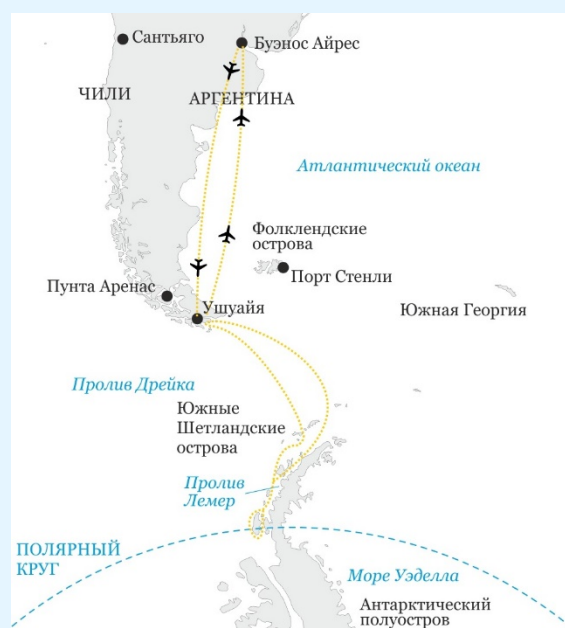 Сантьяго
Буэнос Айрес
ЧИЛИ
АРГЕНТИНА
Атлантический океан
Фолклендские
острова
Порт Стенли
Пунта Аренас
Ушуайя
Южная Георгия
Пролив Дрейка
Южные
Шетландские
острова
Пролив
Лемер
ПОЛЯРНЫЙ
КРУГ
Море Уэделла
Антарктический
полуостров